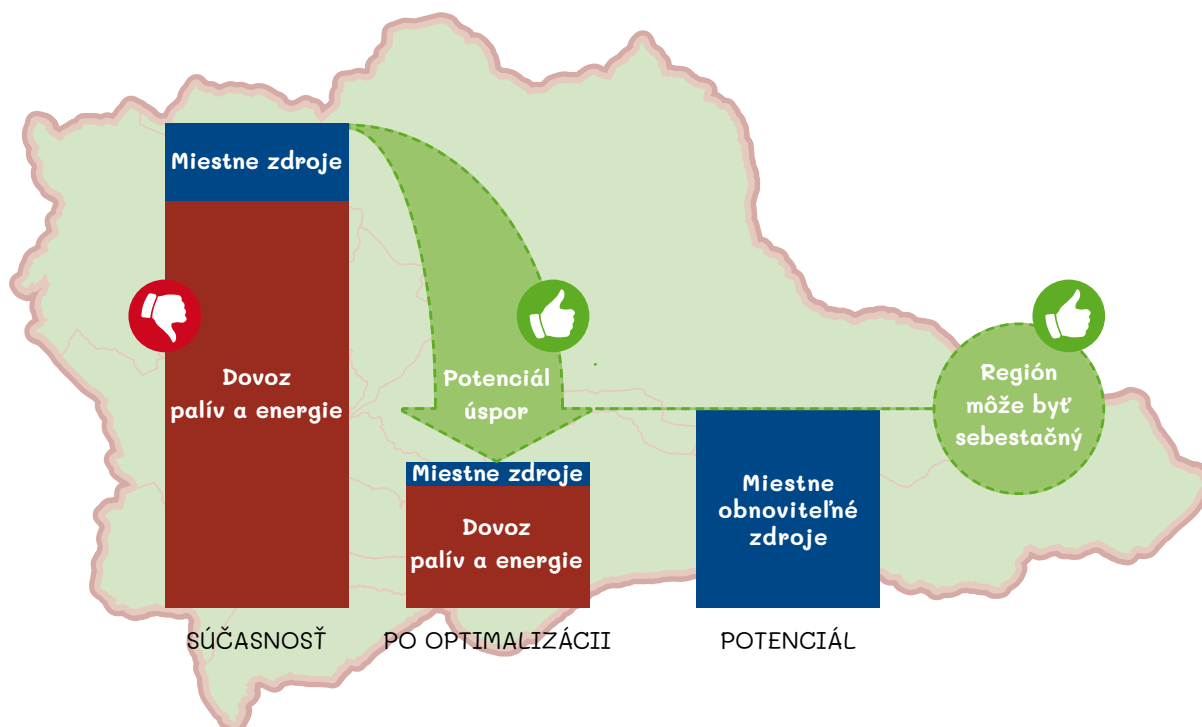 Miestne zdroje
Dovoz
palív a energie
Potenciál
úspor
Miestne zdroje
Dovoz
palív a energie
Miestne
obnoviteľné
zdroje
Región
môže byť
sebestačný
SÚČASNOSŤ
PO OPTIMALIZÁCII
POTENCIÁL